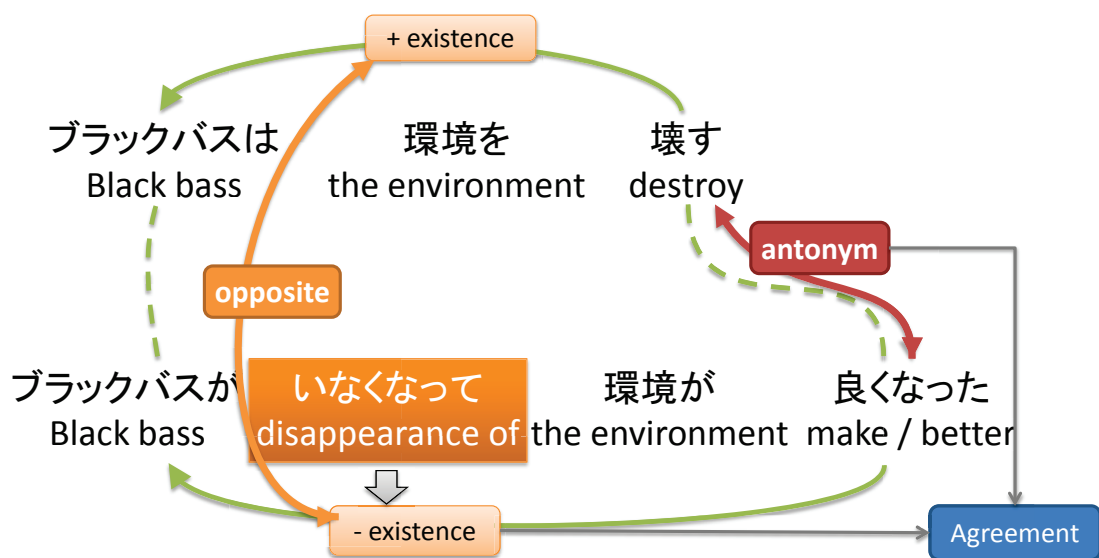 + existence
ブラックバスは 環境を 壊す
Black bass the environment destroy
antonym
opposite
ブラックバスが いなくなって 環境が 良くなった
Black bass disappearance of the environment make / better
- existence
Agreement